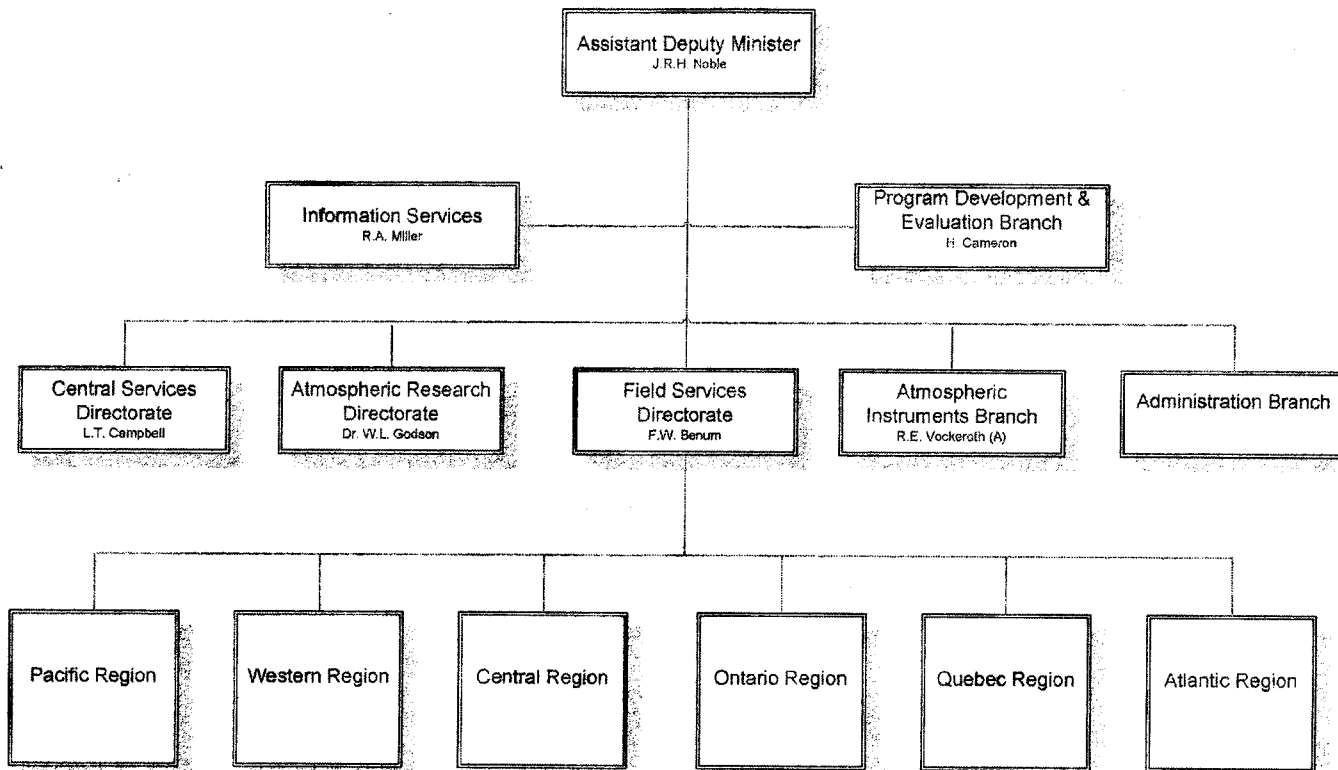 Assistant Deputy Minister
J.R.H. Noble
Information Services
R.A. Miller
Program Development &
Evaluation Branch
H. Cameron
Central Services
Directorate
L.T. Campbell
Atmospheric Research
Directorate
Dr. W.L. Godson
Field Services
Directorate
F.W. Benum
Atmospheric
Instruments Branch
R.E. Vockeroth (A)
Administration Branch
Pacific Region
Western Region
Central Region
Ontario Region
Quebec Region
Atlantic Region